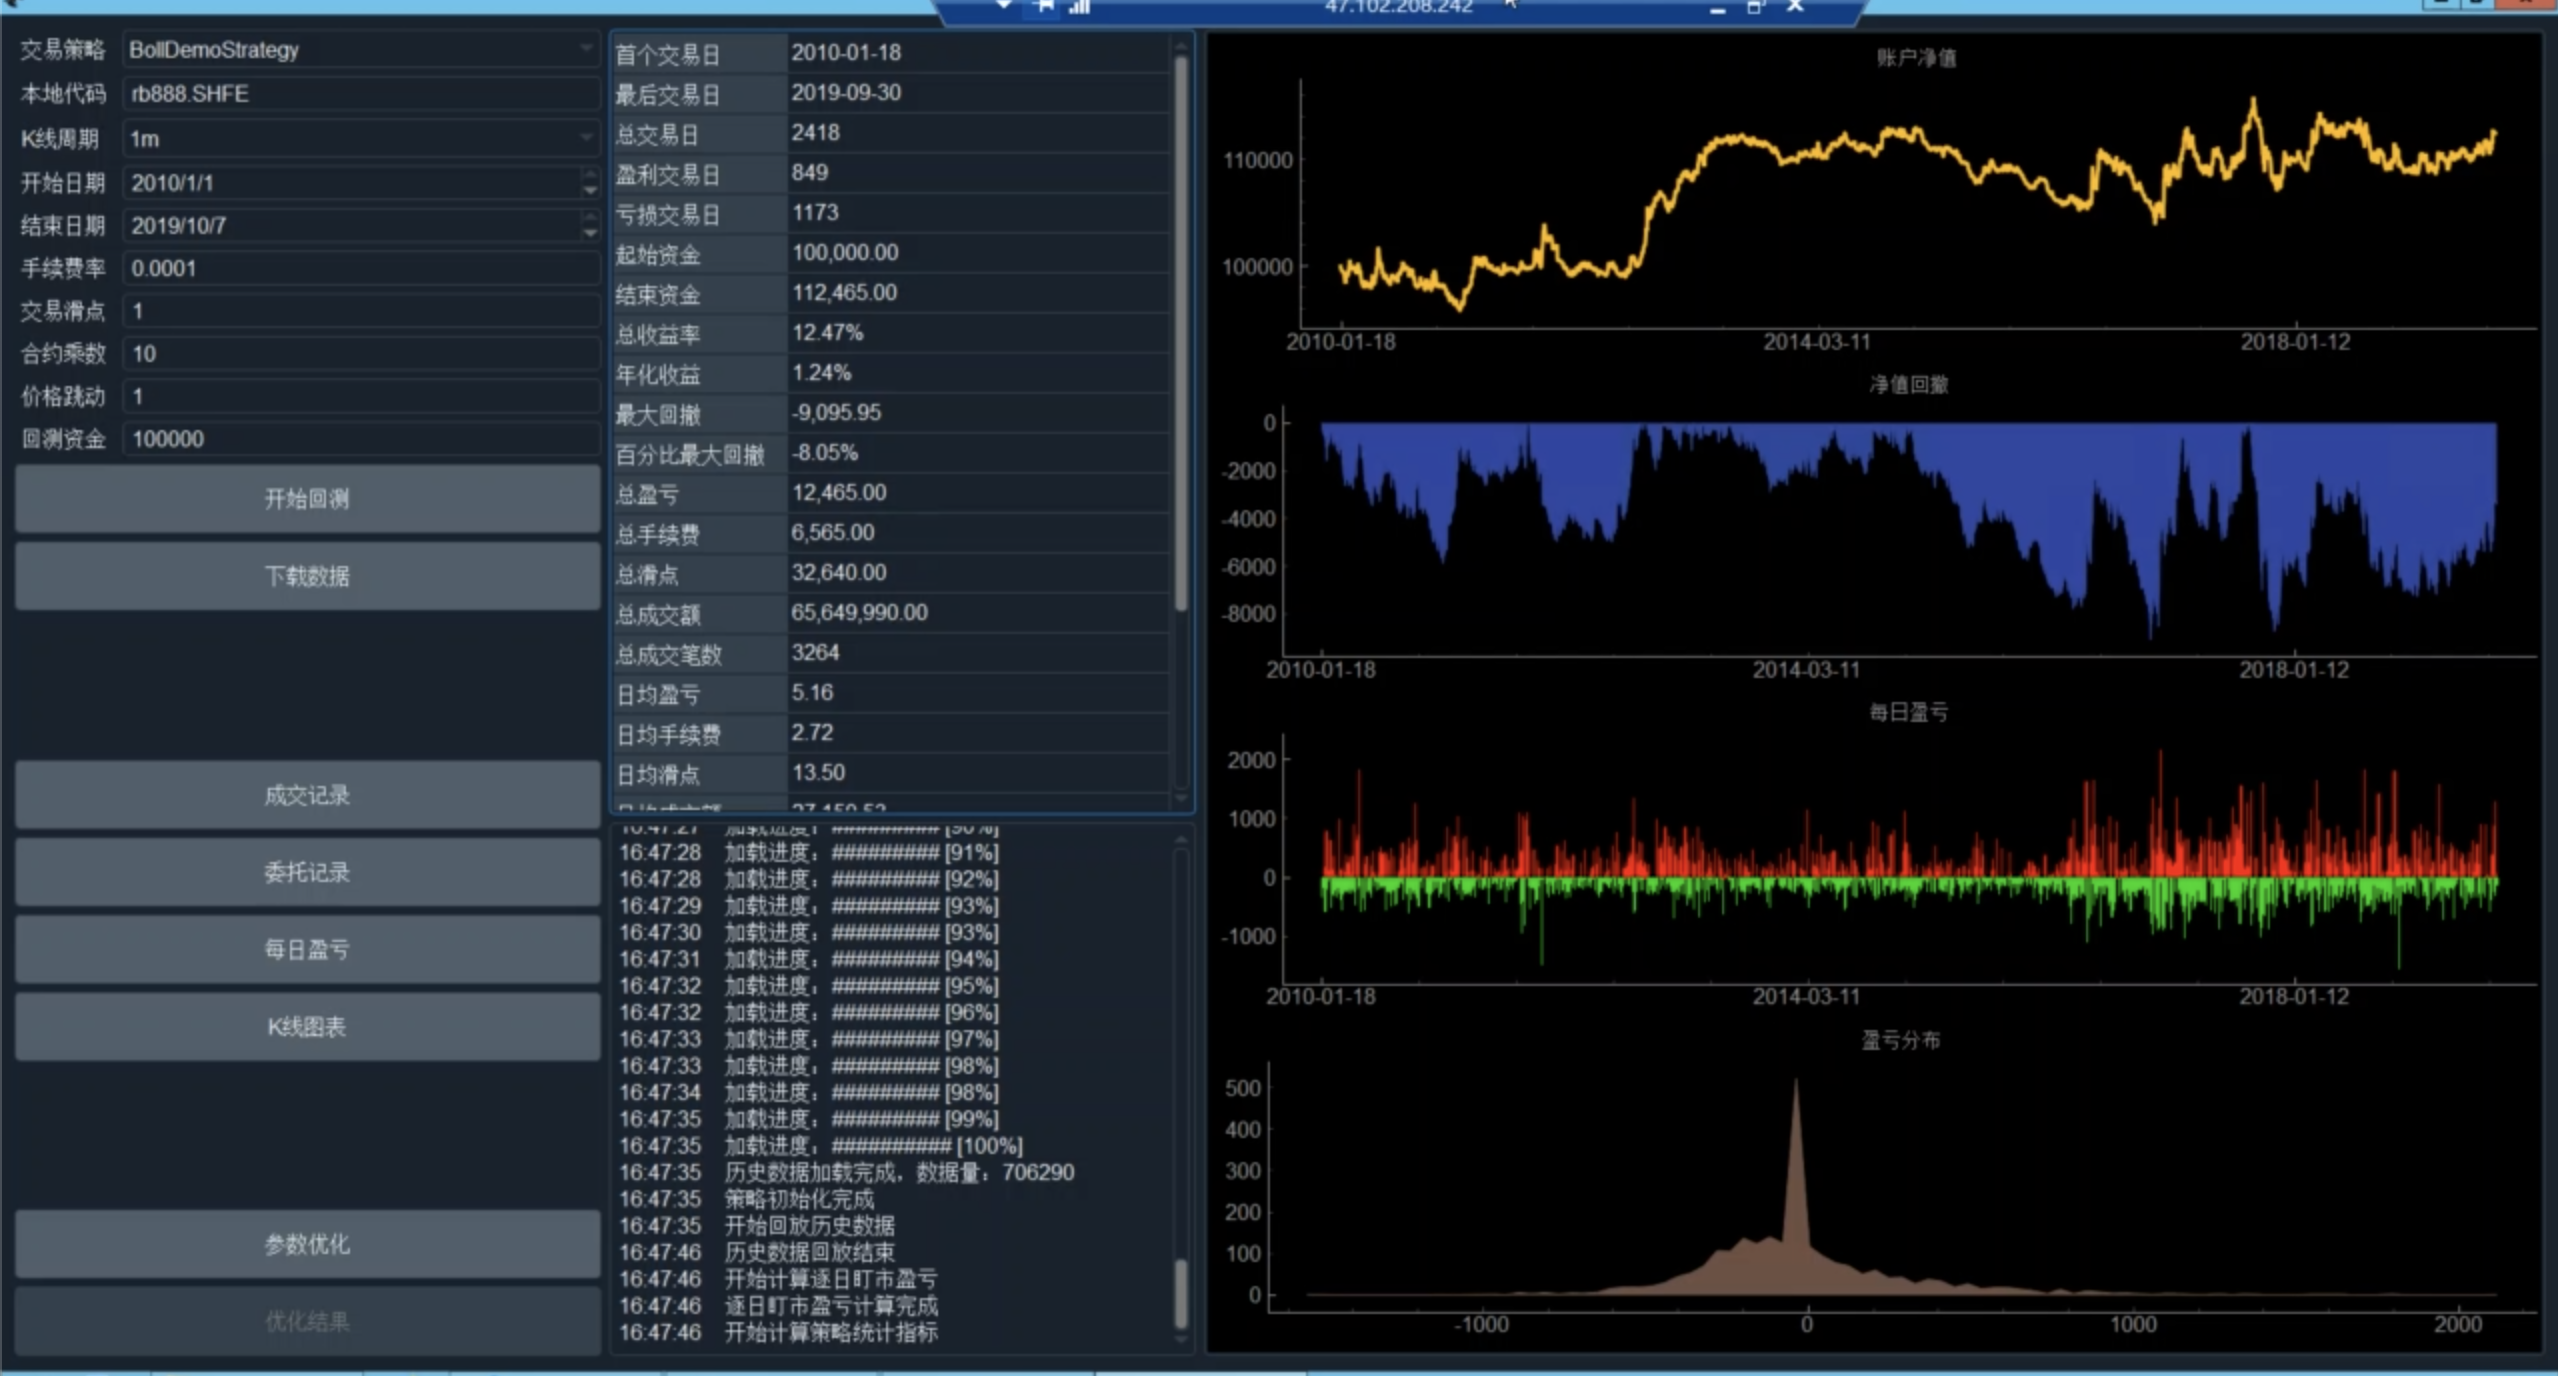 47.102.208.242
交易策略 BollDemoStrategy
本地代码 rb888.SHFE
K线周期 1m
开始日期 2010/1/1
结束日期 2019/10/7
手续费率 0.0001
交易滑点 1
合约乘数 10
价格跳动 1
回测资金 100000
开始回测
下载数据
成交记录
委托记录
每日盈亏
K线图表
参数优化
优化结果
首个交易日 2010-01-18
最后交易日 2019-09-30
总交易日 2418
盈利交易日 849
亏损交易日 1173
起始资金 100,000.00
结束资金 112,465.00
总收益率 12.47%
年化收益 1.24%
最大回撤 -9,095.95
百分比最大回撤 -8.05%
总盈亏 12,465.00
总手续费 6,565.00
总滑点 32,640.00
总成交额 65,649,990.00
总成交笔数 3264
日均盈亏 5.16
日均手续费 2.72
日均滑点 13.50
16:47:27 加载进度：######### [90%]
16:47:28 加载进度：######### [91%]
16:47:28 加载进度：######### [92%]
16:47:29 加载进度：######### [93%]
16:47:30 加载进度：######### [93%]
16:47:31 加载进度：######### [94%]
16:47:32 加载进度：######### [95%]
16:47:32 加载进度：######### [96%]
16:47:33 加载进度：######### [97%]
16:47:33 加载进度：######### [98%]
16:47:34 加载进度：######### [98%]
16:47:35 加载进度：######### [99%]
16:47:35 加载进度：########## [100%]
16:47:35 历史数据加载完成，数据量：706290
16:47:35 策略初始化完成
16:47:35 开始回放历史数据
16:47:46 历史数据回放结束
16:47:46 开始计算逐日盯市盈亏
16:47:46 逐日盯市盈亏计算完成
16:47:46 开始计算策略统计指标
账户净值
110000
100000
2010-01-18 2014-03-11 2018-01-12
净值回撤
0
-2000
-4000
-6000
-8000
2010-01-18 2014-03-11 2018-01-12
每日盈亏
2000
1000
0
-1000
2010-01-18 2014-03-11 2018-01-12
盈亏分布
500
400
300
200
100
0
-1000 0 1000 2000